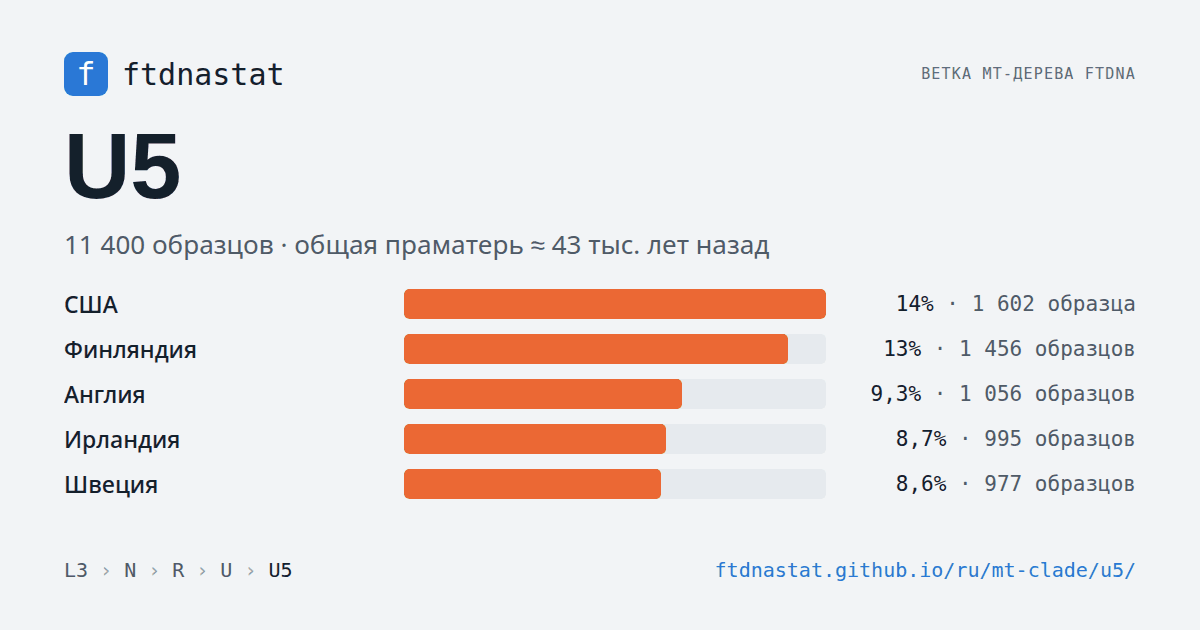 f ftdnastat
ВЕТКА МТ-ДЕРЕВА FTDNA
U5
11 400 образцов · общая праматерь ≈ 43 тыс. лет назад
США 14% · 1 602 образца
Финляндия 13% · 1 456 образцов
Англия 9,3% · 1 056 образцов
Ирландия 8,7% · 995 образцов
Швеция 8,6% · 977 образцов
L3 › N › R › U › U5
ftdnastat.github.io/ru/mt-clade/u5/